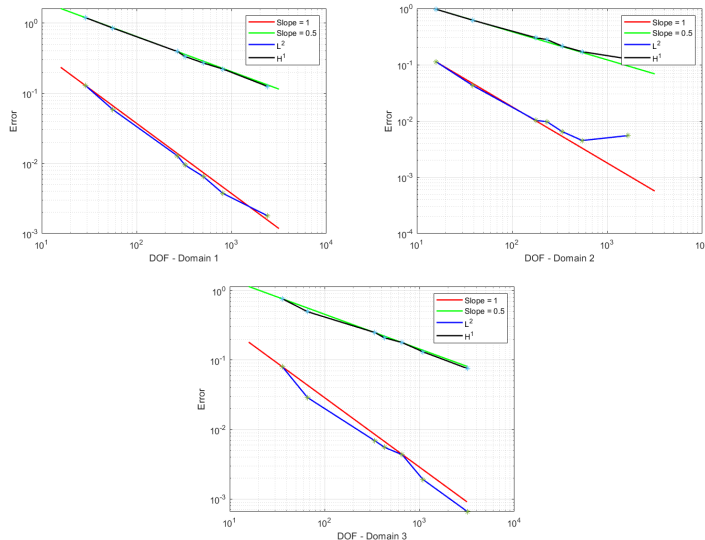 10^0
10^-1
10^-2
10^-3
Error
10^1
10^2
10^3
10^4
DOF - Domain 1
Slope = 1
Slope = 0.5
L^2
H^1
10^0
10^-1
10^-2
10^-3
10^-4
Error
10^1
10^2
10^3
10
DOF - Domain 2
Slope = 1
Slope = 0.5
L^2
H^1
10^0
10^-1
10^-2
10^-3
Error
10^1
10^2
10^3
10^4
DOF - Domain 3
Slope = 1
Slope = 0.5
L^2
H^1